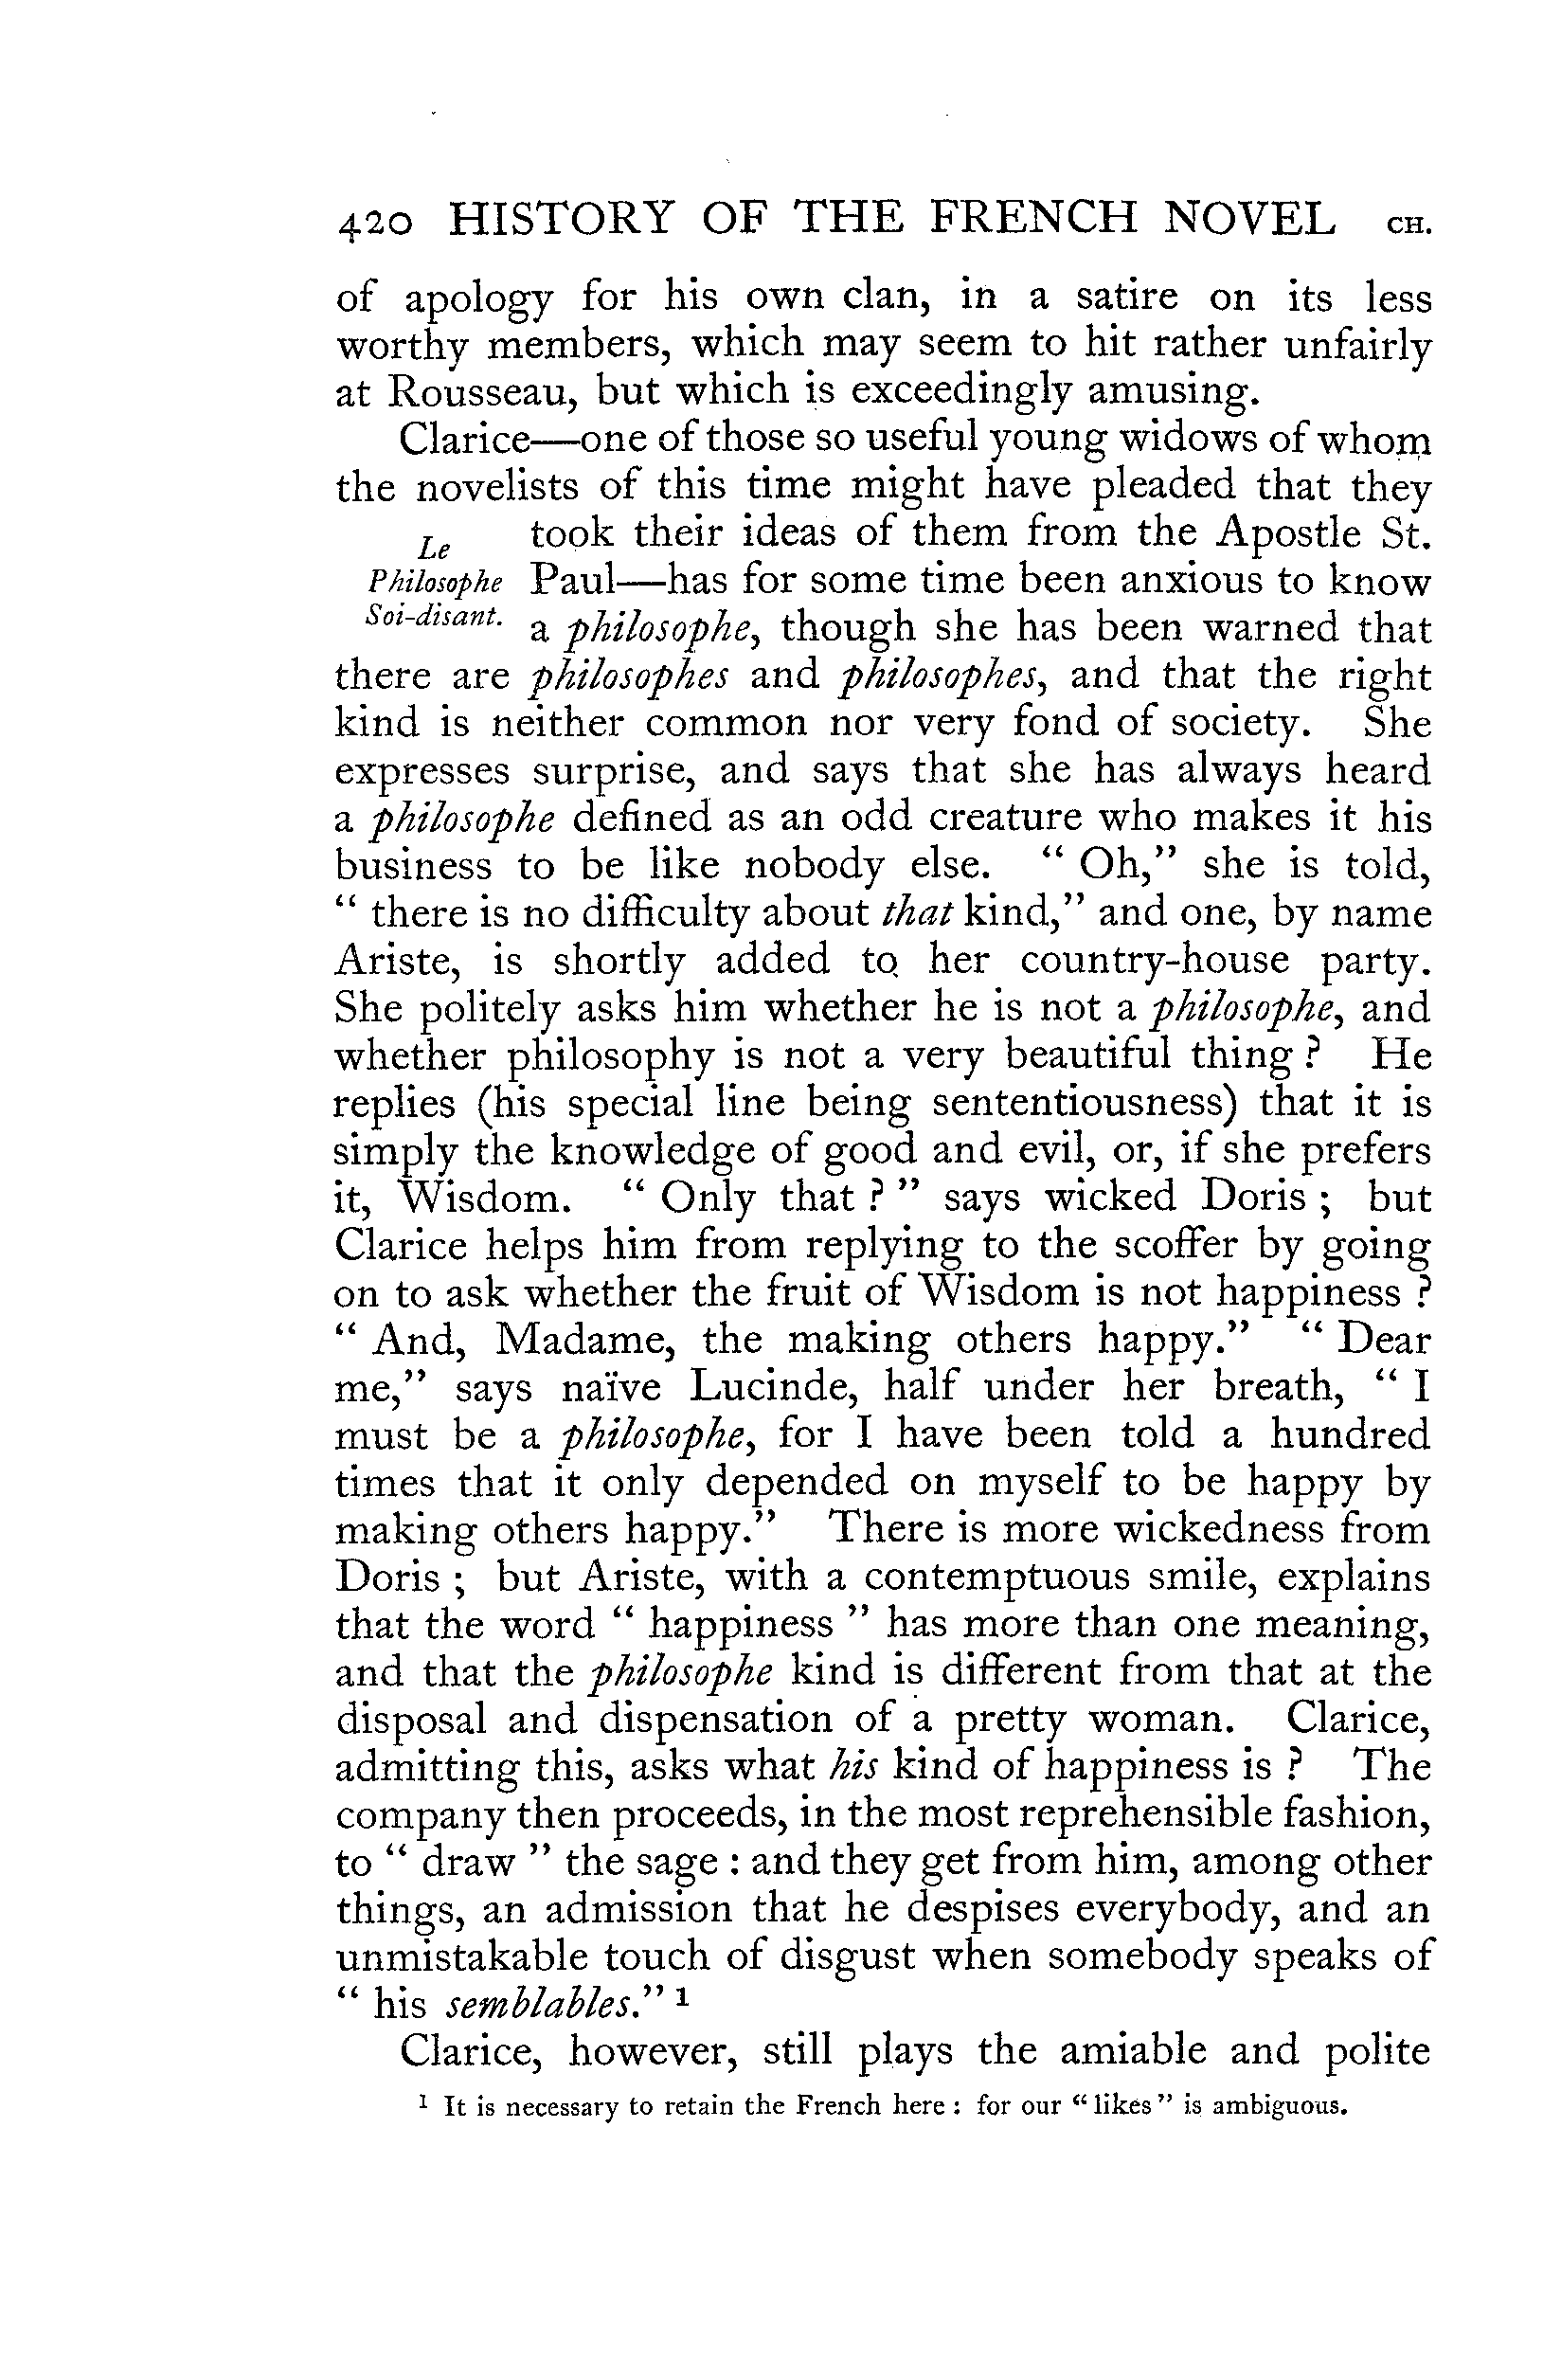 420 HISTORY OF THE FRENCH NOVEL CH.
of apology for his own clan, in a satire on its less
worthy members, which may seem to hit rather unfairly
at Rousseau, but which is exceedingly amusing.
Clarice—one of those so useful young widows of whom
the novelists of this time might have pleaded that they
Le
Philosophe
Soi-disant.
took their ideas of them from the Apostle St.
Paul—has for some time been anxious to know
a philosophe, though she has been warned that
there are philosophes and philosophes, and that the right
kind is neither common nor very fond of society. She
expresses surprise, and says that she has always heard
a philosophe defined as an odd creature who makes it his
business to be like nobody else. “ Oh,” she is told,
“ there is no difficulty about that kind,” and one, by name
Ariste, is shortly added to her country-house party.
She politely asks him whether he is not a philosophe, and
whether philosophy is not a very beautiful thing ? He
replies (his special line being sententiousness) that it is
simply the knowledge of good and evil, or, if she prefers
it, Wisdom. “ Only that ? ” says wicked Doris ; but
Clarice helps him from replying to the scoffer by going
on to ask whether the fruit of Wisdom is not happiness ?
“ And, Madame, the making others happy.” “ Dear
me,” says naïve Lucinde, half under her breath, “ I
must be a philosophe, for I have been told a hundred
times that it only depended on myself to be happy by
making others happy.” There is more wickedness from
Doris ; but Ariste, with a contemptuous smile, explains
that the word “ happiness ” has more than one meaning,
and that the philosophe kind is different from that at the
disposal and dispensation of a pretty woman. Clarice,
admitting this, asks what his kind of happiness is ? The
company then proceeds, in the most reprehensible fashion,
to “ draw ” the sage : and they get from him, among other
things, an admission that he despises everybody, and an
unmistakable touch of disgust when somebody speaks of
“ his semblables.” 1
Clarice, however, still plays the amiable and polite
1 It is necessary to retain the French here : for our “ likes ” is ambiguous.